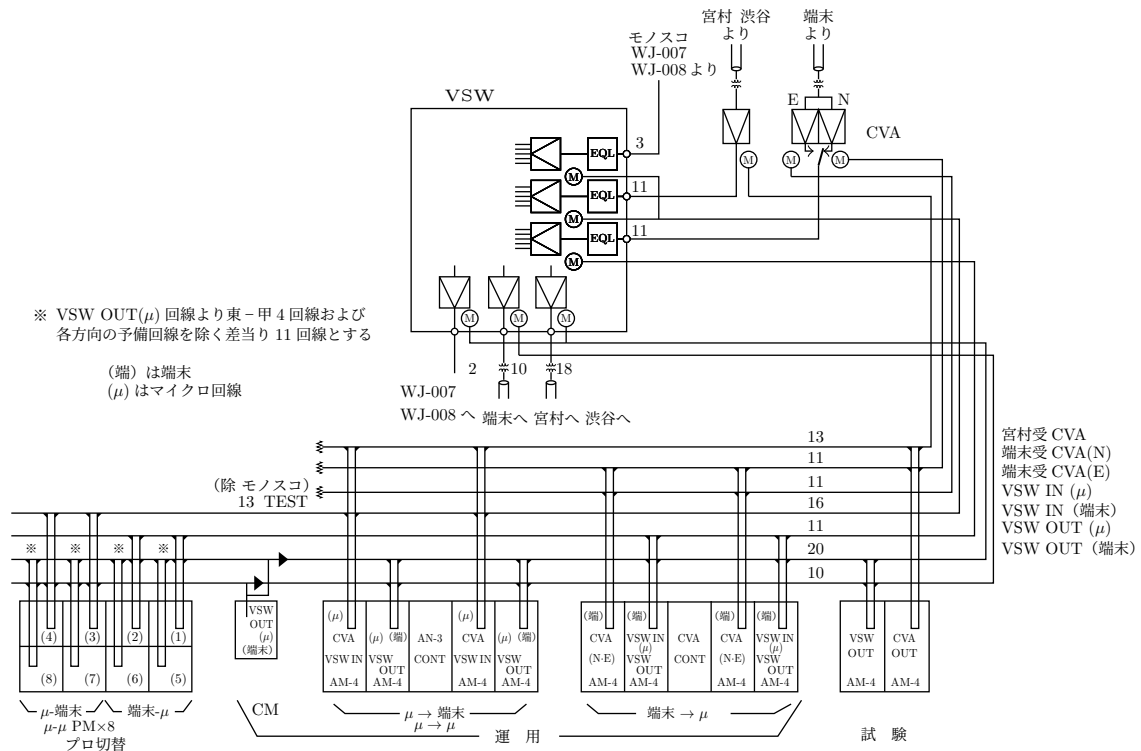 宮村 渋谷
より
端末
より
モノスコ
WJ-007
WJ-008 より
VSW
E
N
CVA
EQL
3
M
M
M
M
EQL
11
M
EQL
11
M
M
M
M
※ VSW OUT(μ) 回線より東－甲 4 回線および
各方向の予備回線を除く差当り 11 回線とする
（端）は端末
(μ) はマイクロ回線
2
10
18
WJ-007
WJ-008 へ 端末へ 宮村へ 渋谷へ
13
宮村受 CVA
11
端末受 CVA(N)
11
端末受 CVA(E)
（除 モノスコ）
13 TEST
16
VSW IN (μ)
VSW IN（端末）
11
VSW OUT (μ)
20
VSW OUT（端末）
10
※ ※ ※ ※
(4) (3) (2) (1)
(8) (7) (6) (5)
VSW
OUT
(μ)
(端末)
(μ)
CVA
VSW IN
AM-4
(μ) (端)
VSW
OUT
AM-4
AN-3
CONT
(μ)
CVA
VSW IN
AM-4
(μ) (端)
VSW
OUT
AM-4
(端)
CVA
(N·E)
AM-4
(端)
VSW IN
(μ)
VSW
OUT
AM-4
CVA
CONT
(端)
CVA
(N·E)
AM-4
(端)
VSW IN
(μ)
VSW
OUT
AM-4
VSW
OUT
AM-4
CVA
OUT
AM-4
μ-端末
端末-μ
μ-μ PM×8
プロ切替
CM
μ → 端末
μ → μ
端末 → μ
運 用
試 験